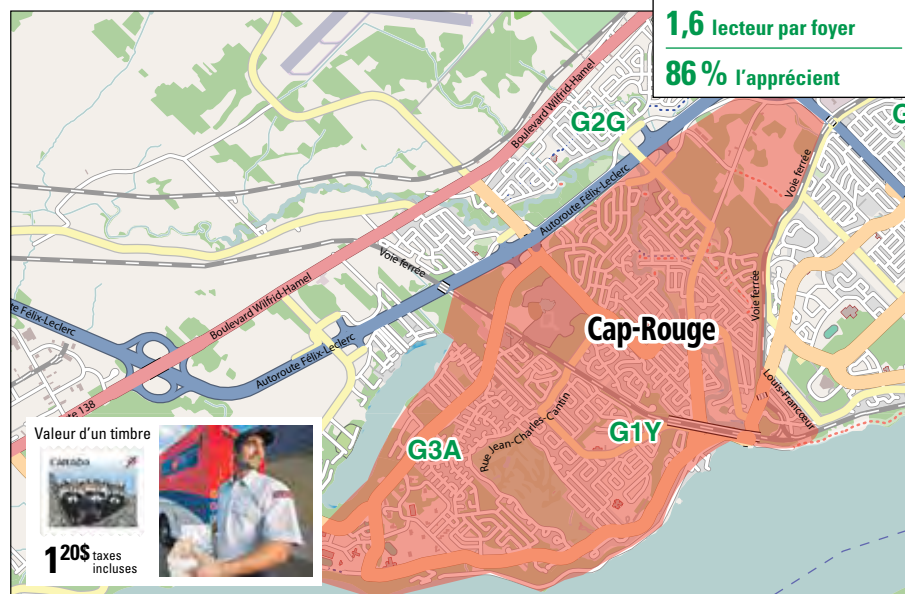 1,6 lecteur par foyer
86 % l'apprécient
G2G
G
Boulevard Wilfrid-Hamel
Autoroute Félix-Leclerc
Voie ferrée
Voie ferrée
Voie ferrée
Boulevard Wilfrid-Hamel
Cap-Rouge
te Félix-Leclerc
Autoroute Félix-Leclerc
Louis-Francœur
Rue Jean-Charles-Cantin
G1Y
G3A
te 138
Valeur d'un timbre
CANADA
1 20$ taxes
incluses